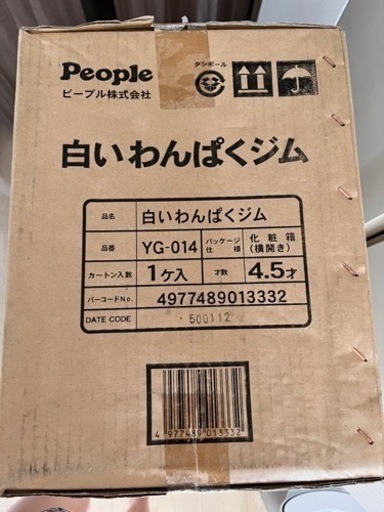 People
ピープル株式会社
ダンボール
白いわんぱくジム
品名 白いわんぱくジム
品番 YG-014 パッケージ仕様 化粧箱(横開き)
カートン入数 1ケ入 才数 4.5才
バーコードNo. 4977489013332
DATE CODE 500112
4 977489 013332